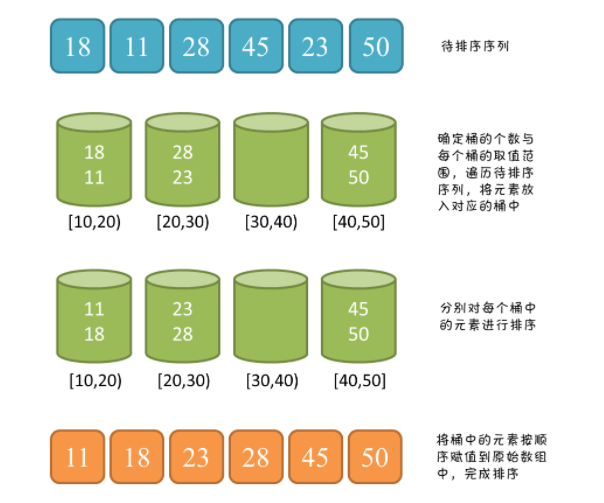 18 11 28 45 23 50
待排序序列
18 28 45
11 23 50
[10,20) [20,30) [30,40) [40,50]
确定桶的个数与
每个桶的取值范
围，遍历待排序
序列，将元素放
入对应的桶中
11 23 45
18 28 50
[10,20) [20,30) [30,40) [40,50]
分别对每个桶中
的元素进行排序
11 18 23 28 45 50
将桶中的元素按顺
序赋值到原始数组
中，完成排序